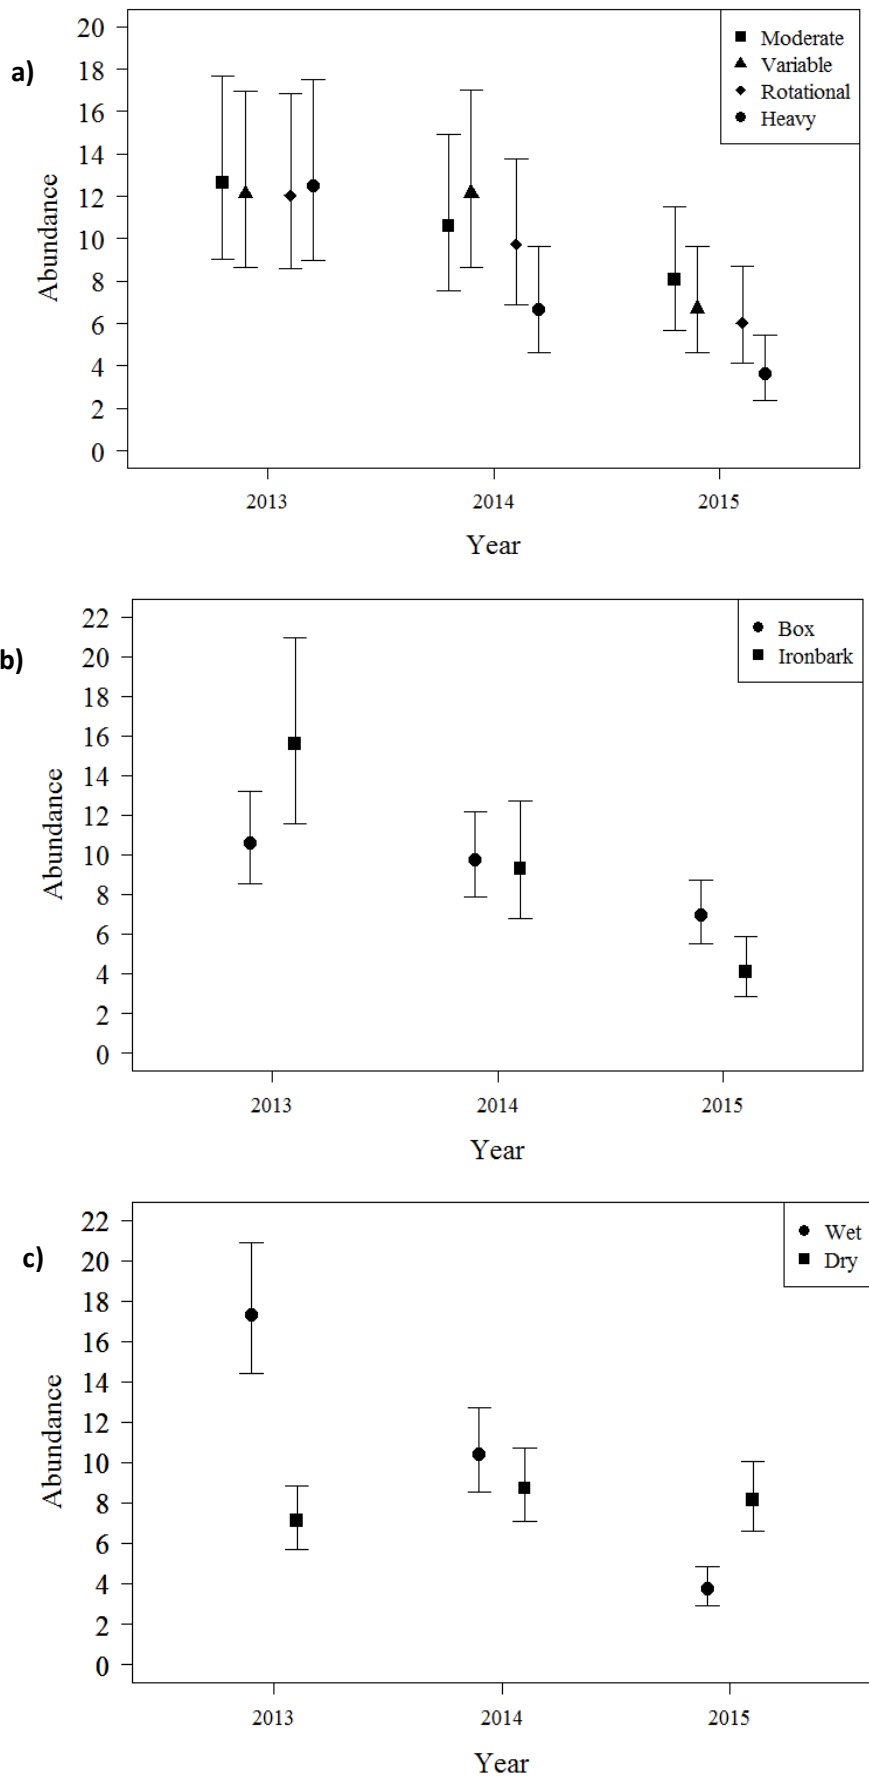 a)
Abundance
20
18
16
14
12
10
8
6
4
2
0
Moderate
Variable
Rotational
Heavy
2013 2014 2015
Year
b)
Abundance
22
20
18
16
14
12
10
8
6
4
2
0
Box
Ironbark
2013 2014 2015
Year
c)
Abundance
22
20
18
16
14
12
10
8
6
4
2
0
Wet
Dry
2013 2014 2015
Year